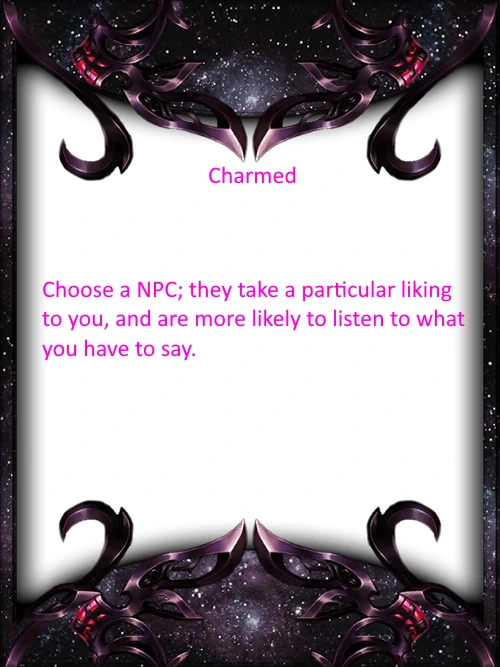 Charmed
Choose a NPC; they take a particular liking
to you, and are more likely to listen to what
you have to say.